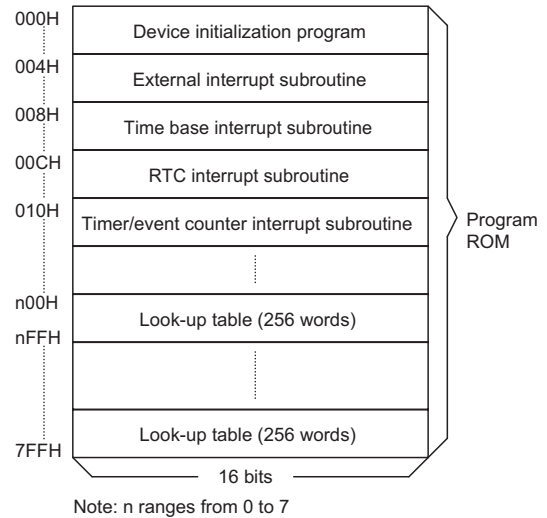 000H
Device initialization program
004H
External interrupt subroutine
008H
Time base interrupt subroutine
00CH
RTC interrupt subroutine
010H
Timer/event counter interrupt subroutine
Program
ROM
n00H
Look-up table (256 words)
nFFH
Look-up table (256 words)
7FFH
16 bits
Note: n ranges from 0 to 7